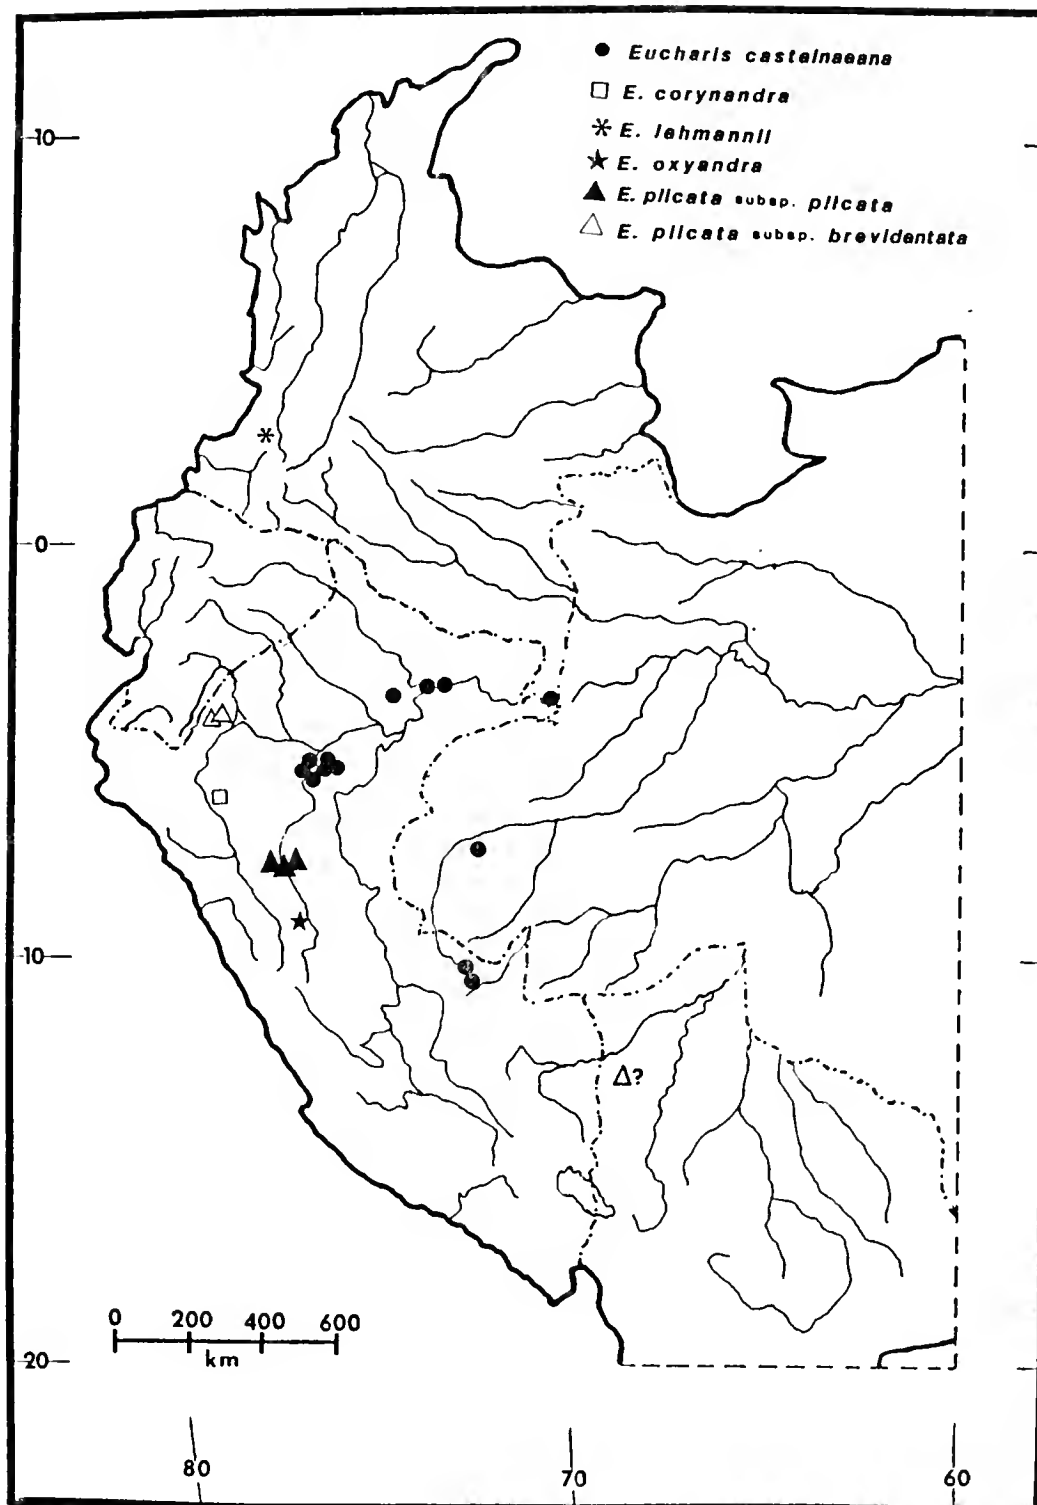 Eucharis castelnaeana
E. corynandra
E. lehmannii
E. oxyandra
E. plicata subsp. plicata
E. plicata subsp. brevidentata
10
0
?
10
0 200 400 600
km
20
80 70 60